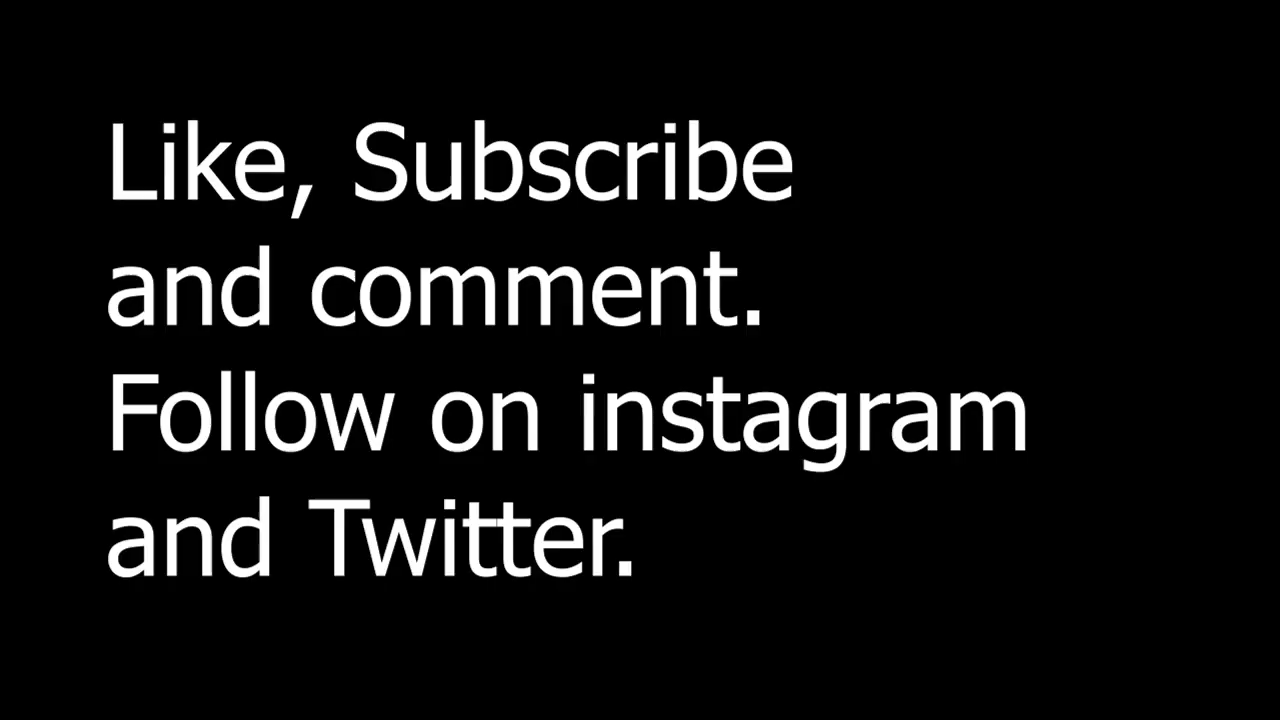 Like, Subscribe
and comment.
Follow on instagram
and Twitter.